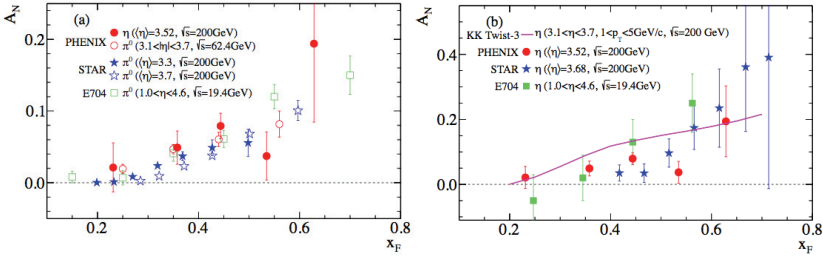 A_N
(a)
η (⟨η⟩=3.52, √s=200GeV)
PHENIX π⁰ (3.1<|η|<3.7, √s=62.4GeV)
STAR π⁰ (⟨η⟩=3.3, √s=200GeV)
π⁰ (⟨η⟩=3.7, √s=200GeV)
E704 π⁰ (1.0<η<4.6, √s=19.4GeV)
0.2
0.1
0.0
0.2 0.4 0.6 0.8
x_F
A_N
(b)
KK Twist-3 η (3.1<η<3.7, 1<p_T<5GeV/c, √s=200 GeV)
PHENIX η (⟨η⟩=3.52, √s=200GeV)
STAR η (⟨η⟩=3.68, √s=200GeV)
E704 η (1.0<η<4.6, √s=19.4GeV)
0.4
0.2
0.0
0.2 0.4 0.6 0.8
x_F